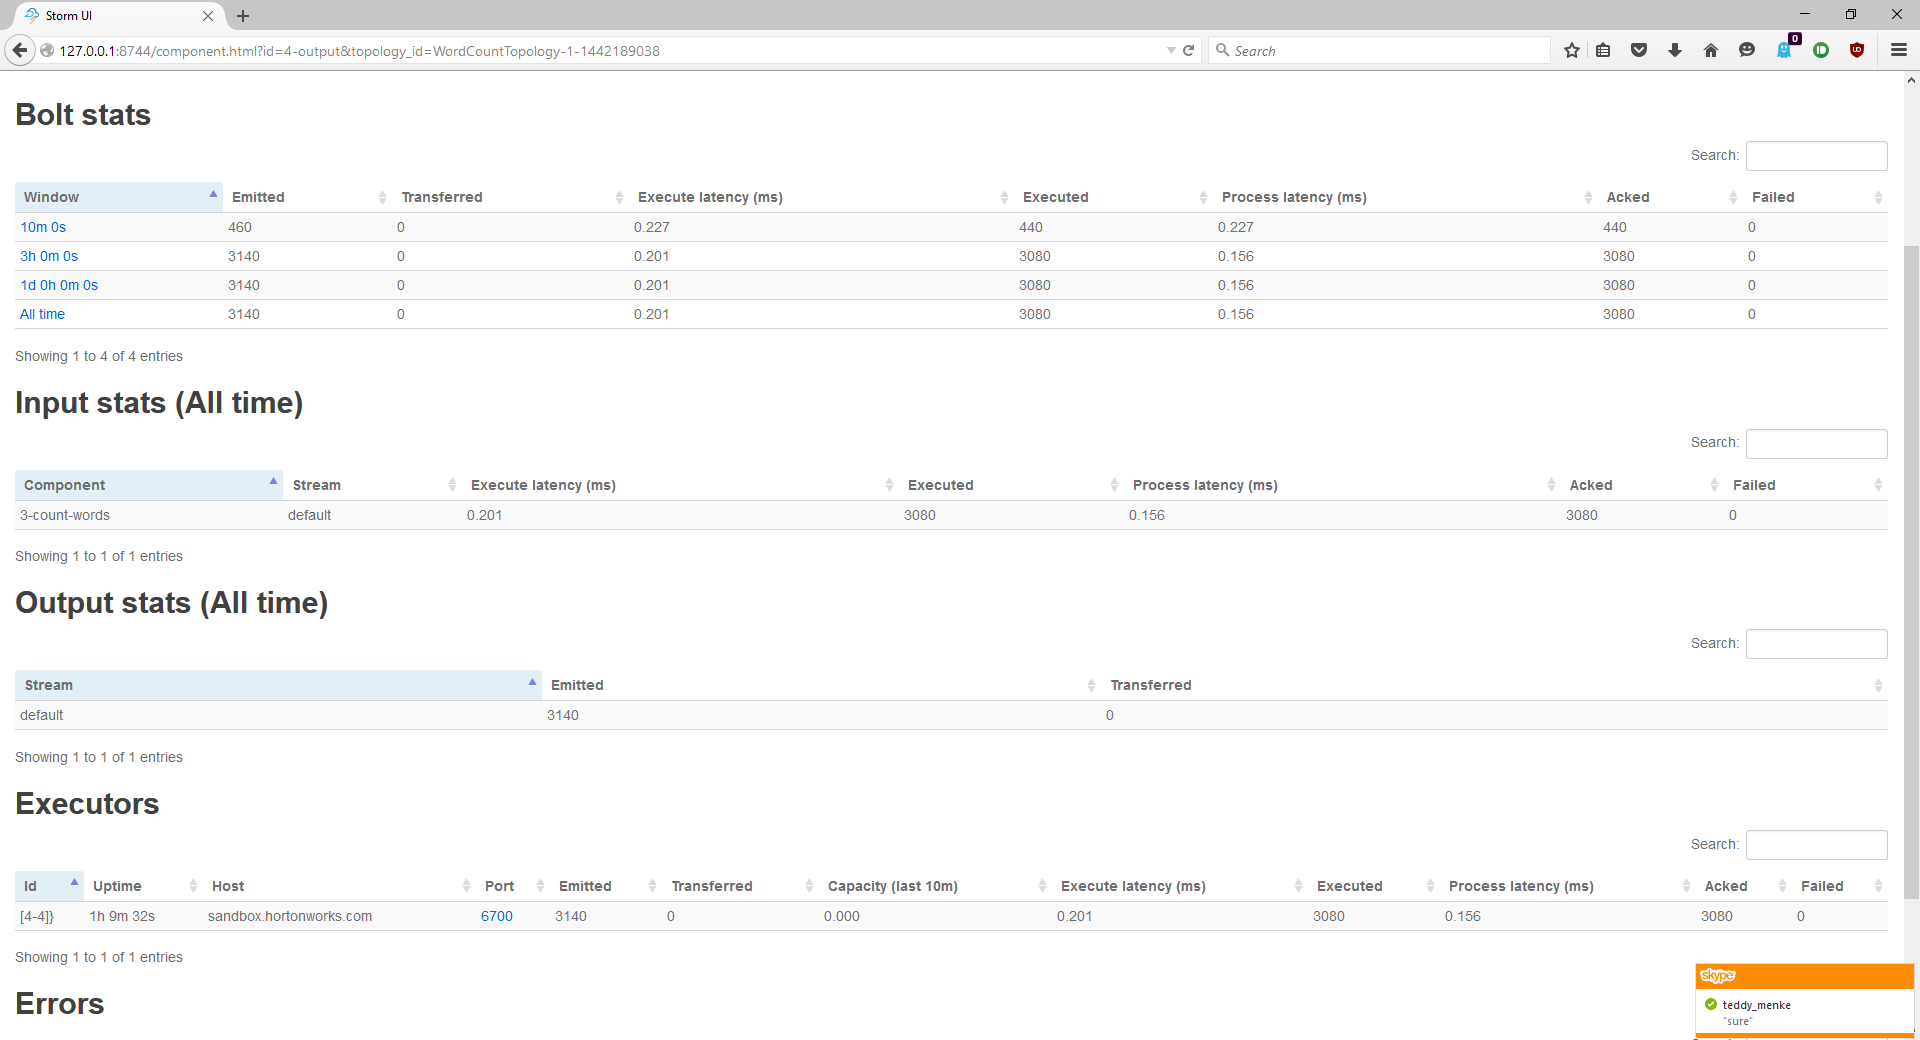 Storm UI
127.0.0.1:8744/component.html?id=4-output&topology_id=WordCountTopology-1-1442189038
Search
0
Bolt stats
Search:
Window Emitted Transferred Execute latency (ms) Executed Process latency (ms) Acked Failed
10m 0s 460 0 0.227 440 0.227 440 0
3h 0m 0s 3140 0 0.201 3080 0.156 3080 0
1d 0h 0m 0s 3140 0 0.201 3080 0.156 3080 0
All time 3140 0 0.201 3080 0.156 3080 0
Showing 1 to 4 of 4 entries
Input stats (All time)
Search:
Component Stream Execute latency (ms) Executed Process latency (ms) Acked Failed
3-count-words default 0.201 3080 0.156 3080 0
Showing 1 to 1 of 1 entries
Output stats (All time)
Search:
Stream Emitted Transferred
default 3140 0
Showing 1 to 1 of 1 entries
Executors
Search:
Id Uptime Host Port Emitted Transferred Capacity (last 10m) Execute latency (ms) Executed Process latency (ms) Acked Failed
[4-4]} 1h 9m 32s sandbox.hortonworks.com 6700 3140 0 0.000 0.201 3080 0.156 3080 0
Showing 1 to 1 of 1 entries
Errors
skype
teddy_menke
"sure"